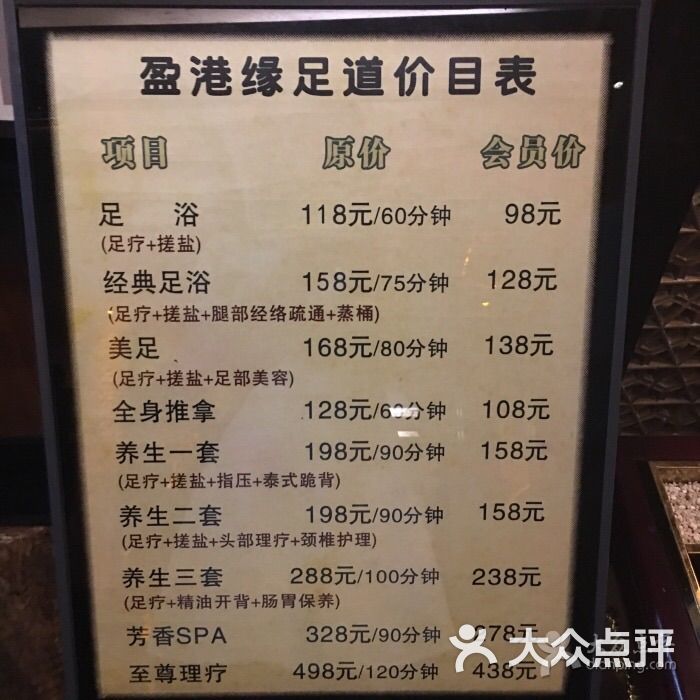 盈港缘足道价目表
项目 原价 会员价
足 浴 118元/60分钟 98元
(足疗+搓盐)
经典足浴 158元/75分钟 128元
(足疗+搓盐+腿部经络疏通+蒸桶)
美足 168元/80分钟 138元
(足疗+搓盐+足部美容)
全身推拿 128元/60分钟 108元
养生一套 198元/90分钟 158元
(足疗+搓盐+指压+泰式跪背)
养生二套 198元/90分钟 158元
(足疗+搓盐+头部理疗+颈椎护理)
养生三套 288元/100分钟 238元
(足疗+精油开背+肠胃保养)
芳香SPA 328元/90分钟 278元
至尊理疗 498元/120分钟 438元
大众点评